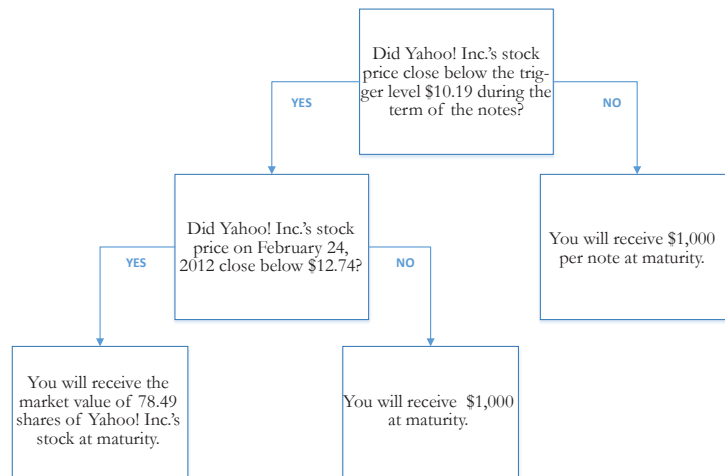 Did Yahoo! Inc.'s stock
price close below the trig-
ger level $10.19 during the
term of the notes?
YES
NO
Did Yahoo! Inc.'s stock
price on February 24,
2012 close below $12.74?
You will receive $1,000
per note at maturity.
YES
NO
You will receive the
market value of 78.49
shares of Yahoo! Inc.'s
stock at maturity.
You will receive $1,000
at maturity.